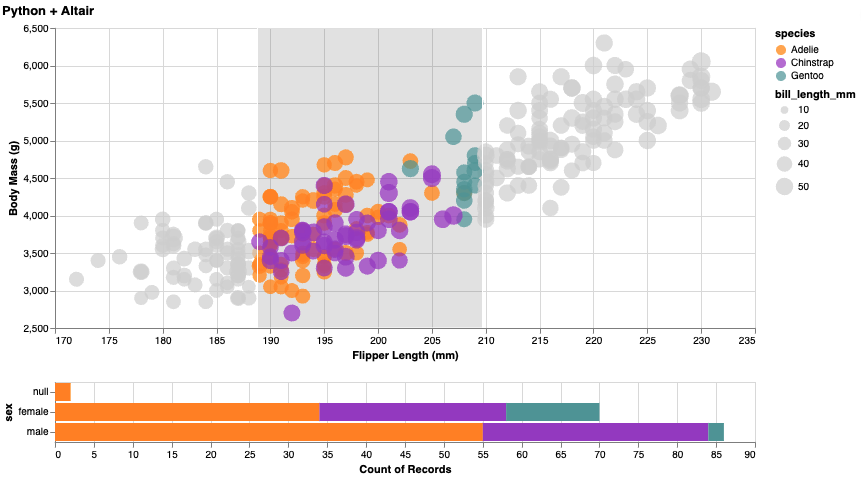 Python + Altair
6,500
6,000
5,500
5,000
4,500
4,000
3,500
3,000
2,500
Body Mass (g)
170 175 180 185 190 195 200 205 210 215 220 225 230 235
Flipper Length (mm)
species
Adelie
Chinstrap
Gentoo
bill_length_mm
10
20
30
40
50
sex
null
female
male
0 5 10 15 20 25 30 35 40 45 50 55 60 65 70 75 80 85 90
Count of Records